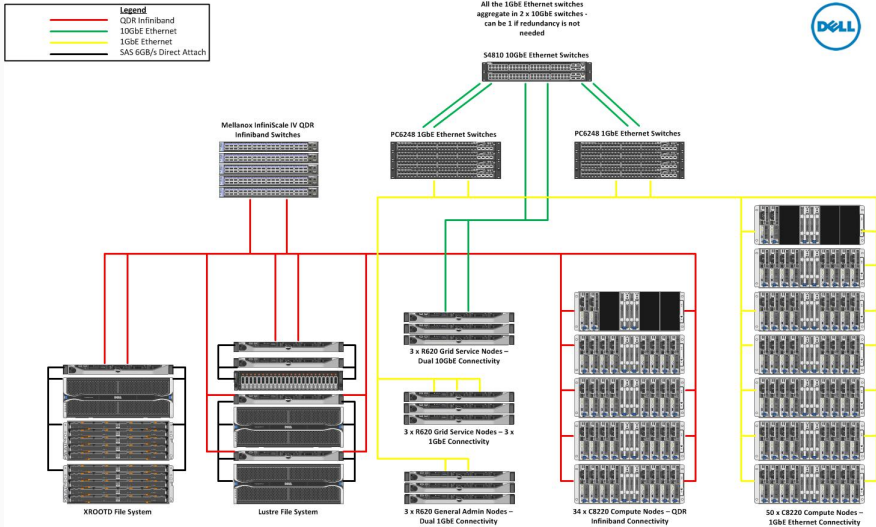 Legend
QDR Infiniband
10GbE Ethernet
1GbE Ethernet
SAS 6GB/s Direct Attach
All the 1GbE Ethernet switches
aggregate in 2 x 10GbE switches -
can be 1 if redundancy is not
needed
DELL
S4810 10GbE Ethernet Switches
Mellanox InfiniScale IV QDR
Infiniband Switches
PC6248 1GbE Ethernet Switches
PC6248 1GbE Ethernet Switches
3 x R620 Grid Service Nodes –
Dual 10GbE Connectivity
3 x R620 Grid Service Nodes – 3 x
1GbE Connectivity
XROOTD File System
Lustre File System
3 x R620 General Admin Nodes –
Dual 1GbE Connectivity
34 x C8220 Compute Nodes – QDR
Infiniband Connectivity
50 x C8220 Compute Nodes –
1GbE Ethernet Connectivity